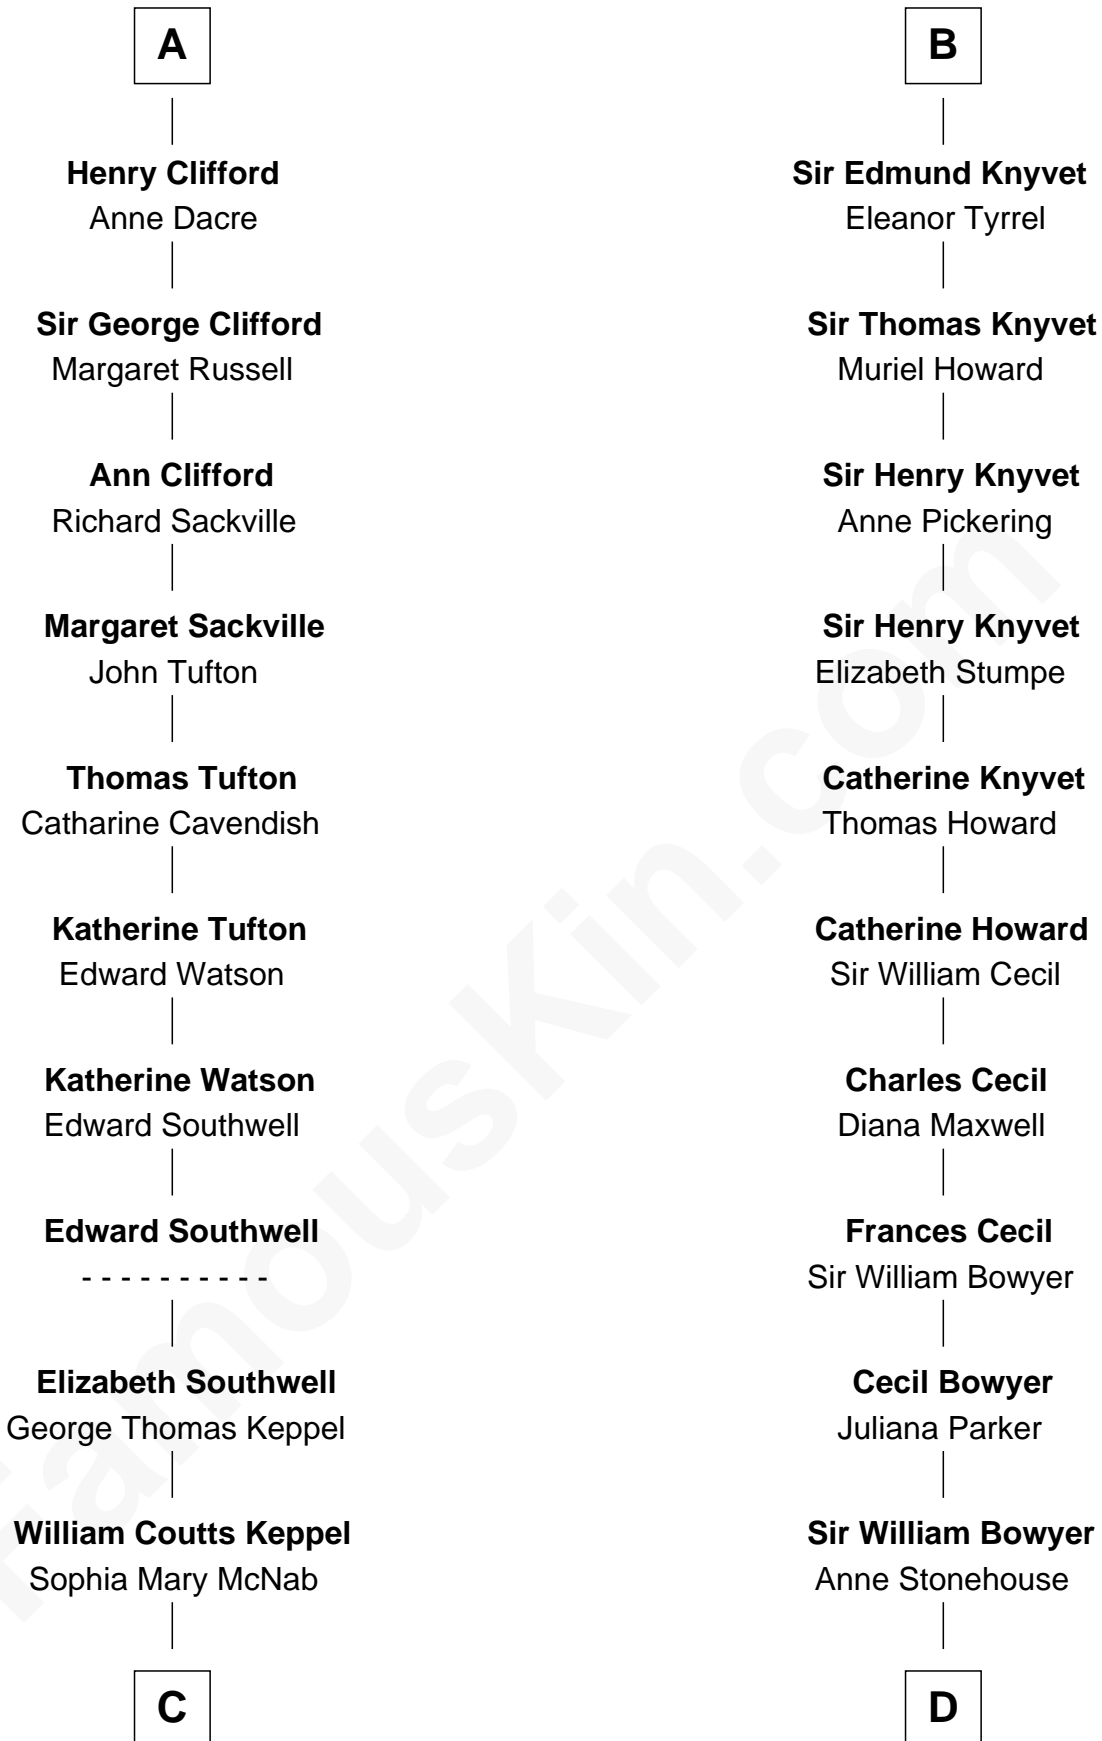 A
Henry Clifford
Anne Dacre
Sir George Clifford
Margaret Russell
Ann Clifford
Richard Sackville
Margaret Sackville
John Tufton
Thomas Tufton
Catharine Cavendish
Katherine Tufton
Edward Watson
Katherine Watson
Edward Southwell
Edward Southwell
- - - - - - - - - -
Elizabeth Southwell
George Thomas Keppel
William Coutts Keppel
Sophia Mary McNab
C
B
Sir Edmund Knyvet
Eleanor Tyrrel
Sir Thomas Knyvet
Muriel Howard
Sir Henry Knyvet
Anne Pickering
Sir Henry Knyvet
Elizabeth Stumpe
Catherine Knyvet
Thomas Howard
Catherine Howard
Sir William Cecil
Charles Cecil
Diana Maxwell
Frances Cecil
Sir William Bowyer
Cecil Bowyer
Juliana Parker
Sir William Bowyer
Anne Stonehouse
D
FamousKin.com